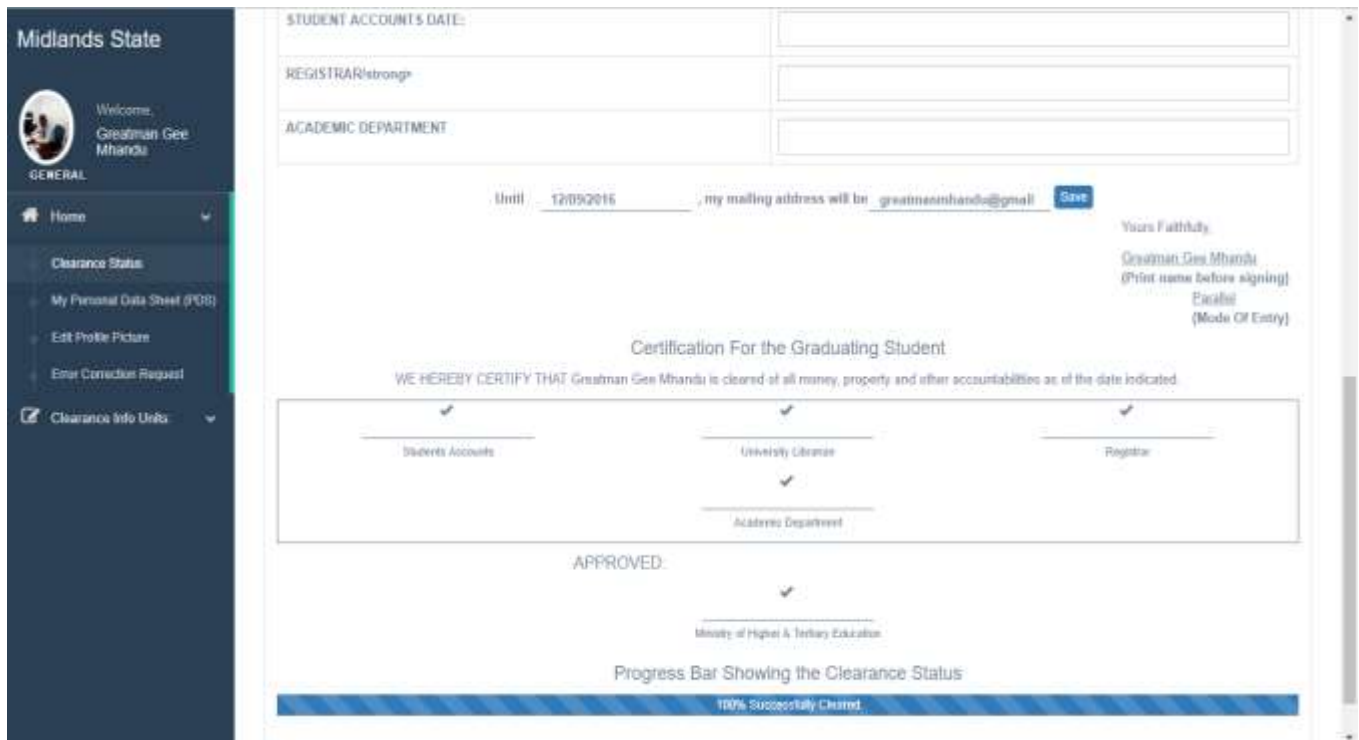 Midlands State
Welcome,
Greatman Gee
Mhandu
GENERAL
Home
Clearance Status
My Personal Data Sheet (PDS)
Edit Profile Picture
Error Correction Request
Clearance Info Units
STUDENT ACCOUNTS DATE:
REGISTRAR/strong>
ACADEMIC DEPARTMENT
Until 12/05/2016 , my mailing address will be greatmanmhandu@gmail Save
Yours Faithfully,
Greatman Gee Mhandu
(Print name before signing)
Parallel
(Mode Of Entry)
Certification For the Graduating Student
WE HEREBY CERTIFY THAT Greatman Gee Mhandu is cleared of all money, property and other accountabilities as of the date indicated.
Students Accounts University Librarian Registrar
Academic Department
APPROVED:
Ministry of Higher & Tertiary Education
Progress Bar Showing the Clearance Status
100% Successfully Cleared